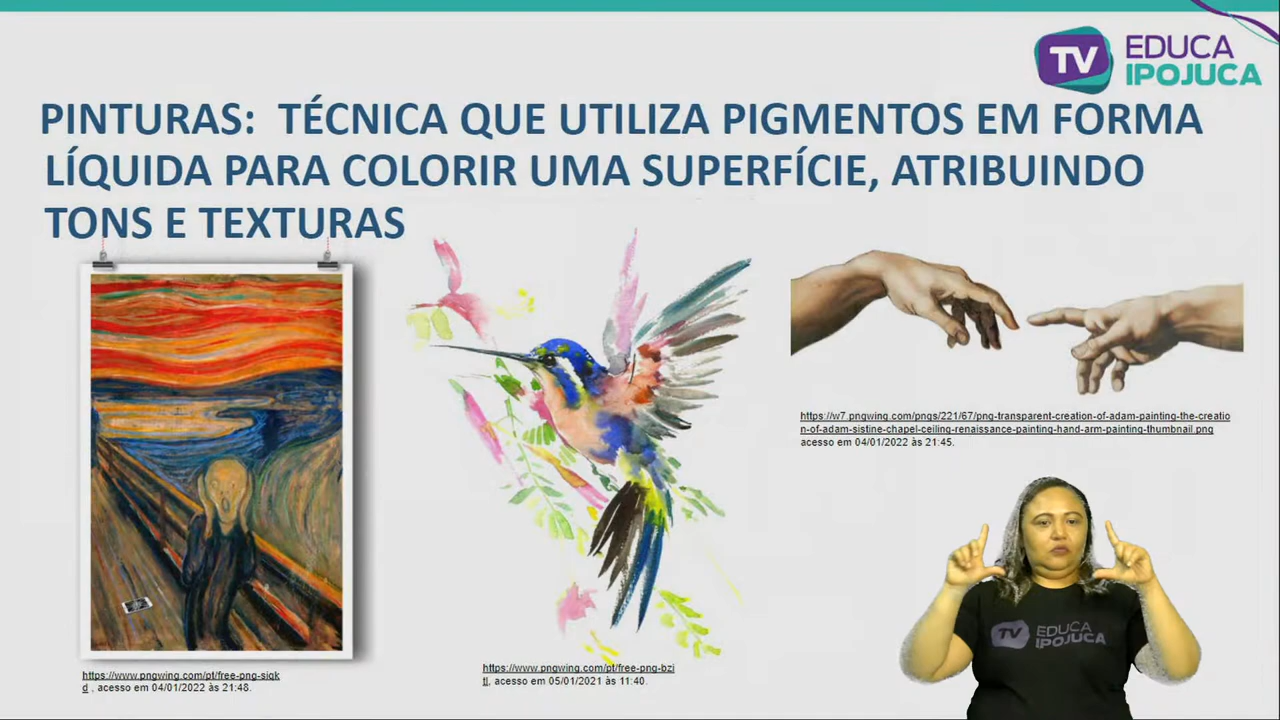 TV EDUCA
IPOJUCA
PINTURAS: TÉCNICA QUE UTILIZA PIGMENTOS EM FORMA
LÍQUIDA PARA COLORIR UMA SUPERFÍCIE, ATRIBUINDO
TONS E TEXTURAS
https://w7.pngwing.com/pngs/221/67/png-transparent-creation-of-adam-painting-the-creatio
n-of-adam-sistine-chapel-ceiling-renaissance-painting-hand-arm-painting-thumbnail.png
acesso em 04/01/2022 às 21:45.
https://www.pngwing.com/pt/free-png-siqk
d , acesso em 04/01/2022 às 21:48.
https://www.pngwing.com/pt/free-png-bzi
tl, acesso em 05/01/2021 às 11:40.
TV EDUCA
IPOJUCA